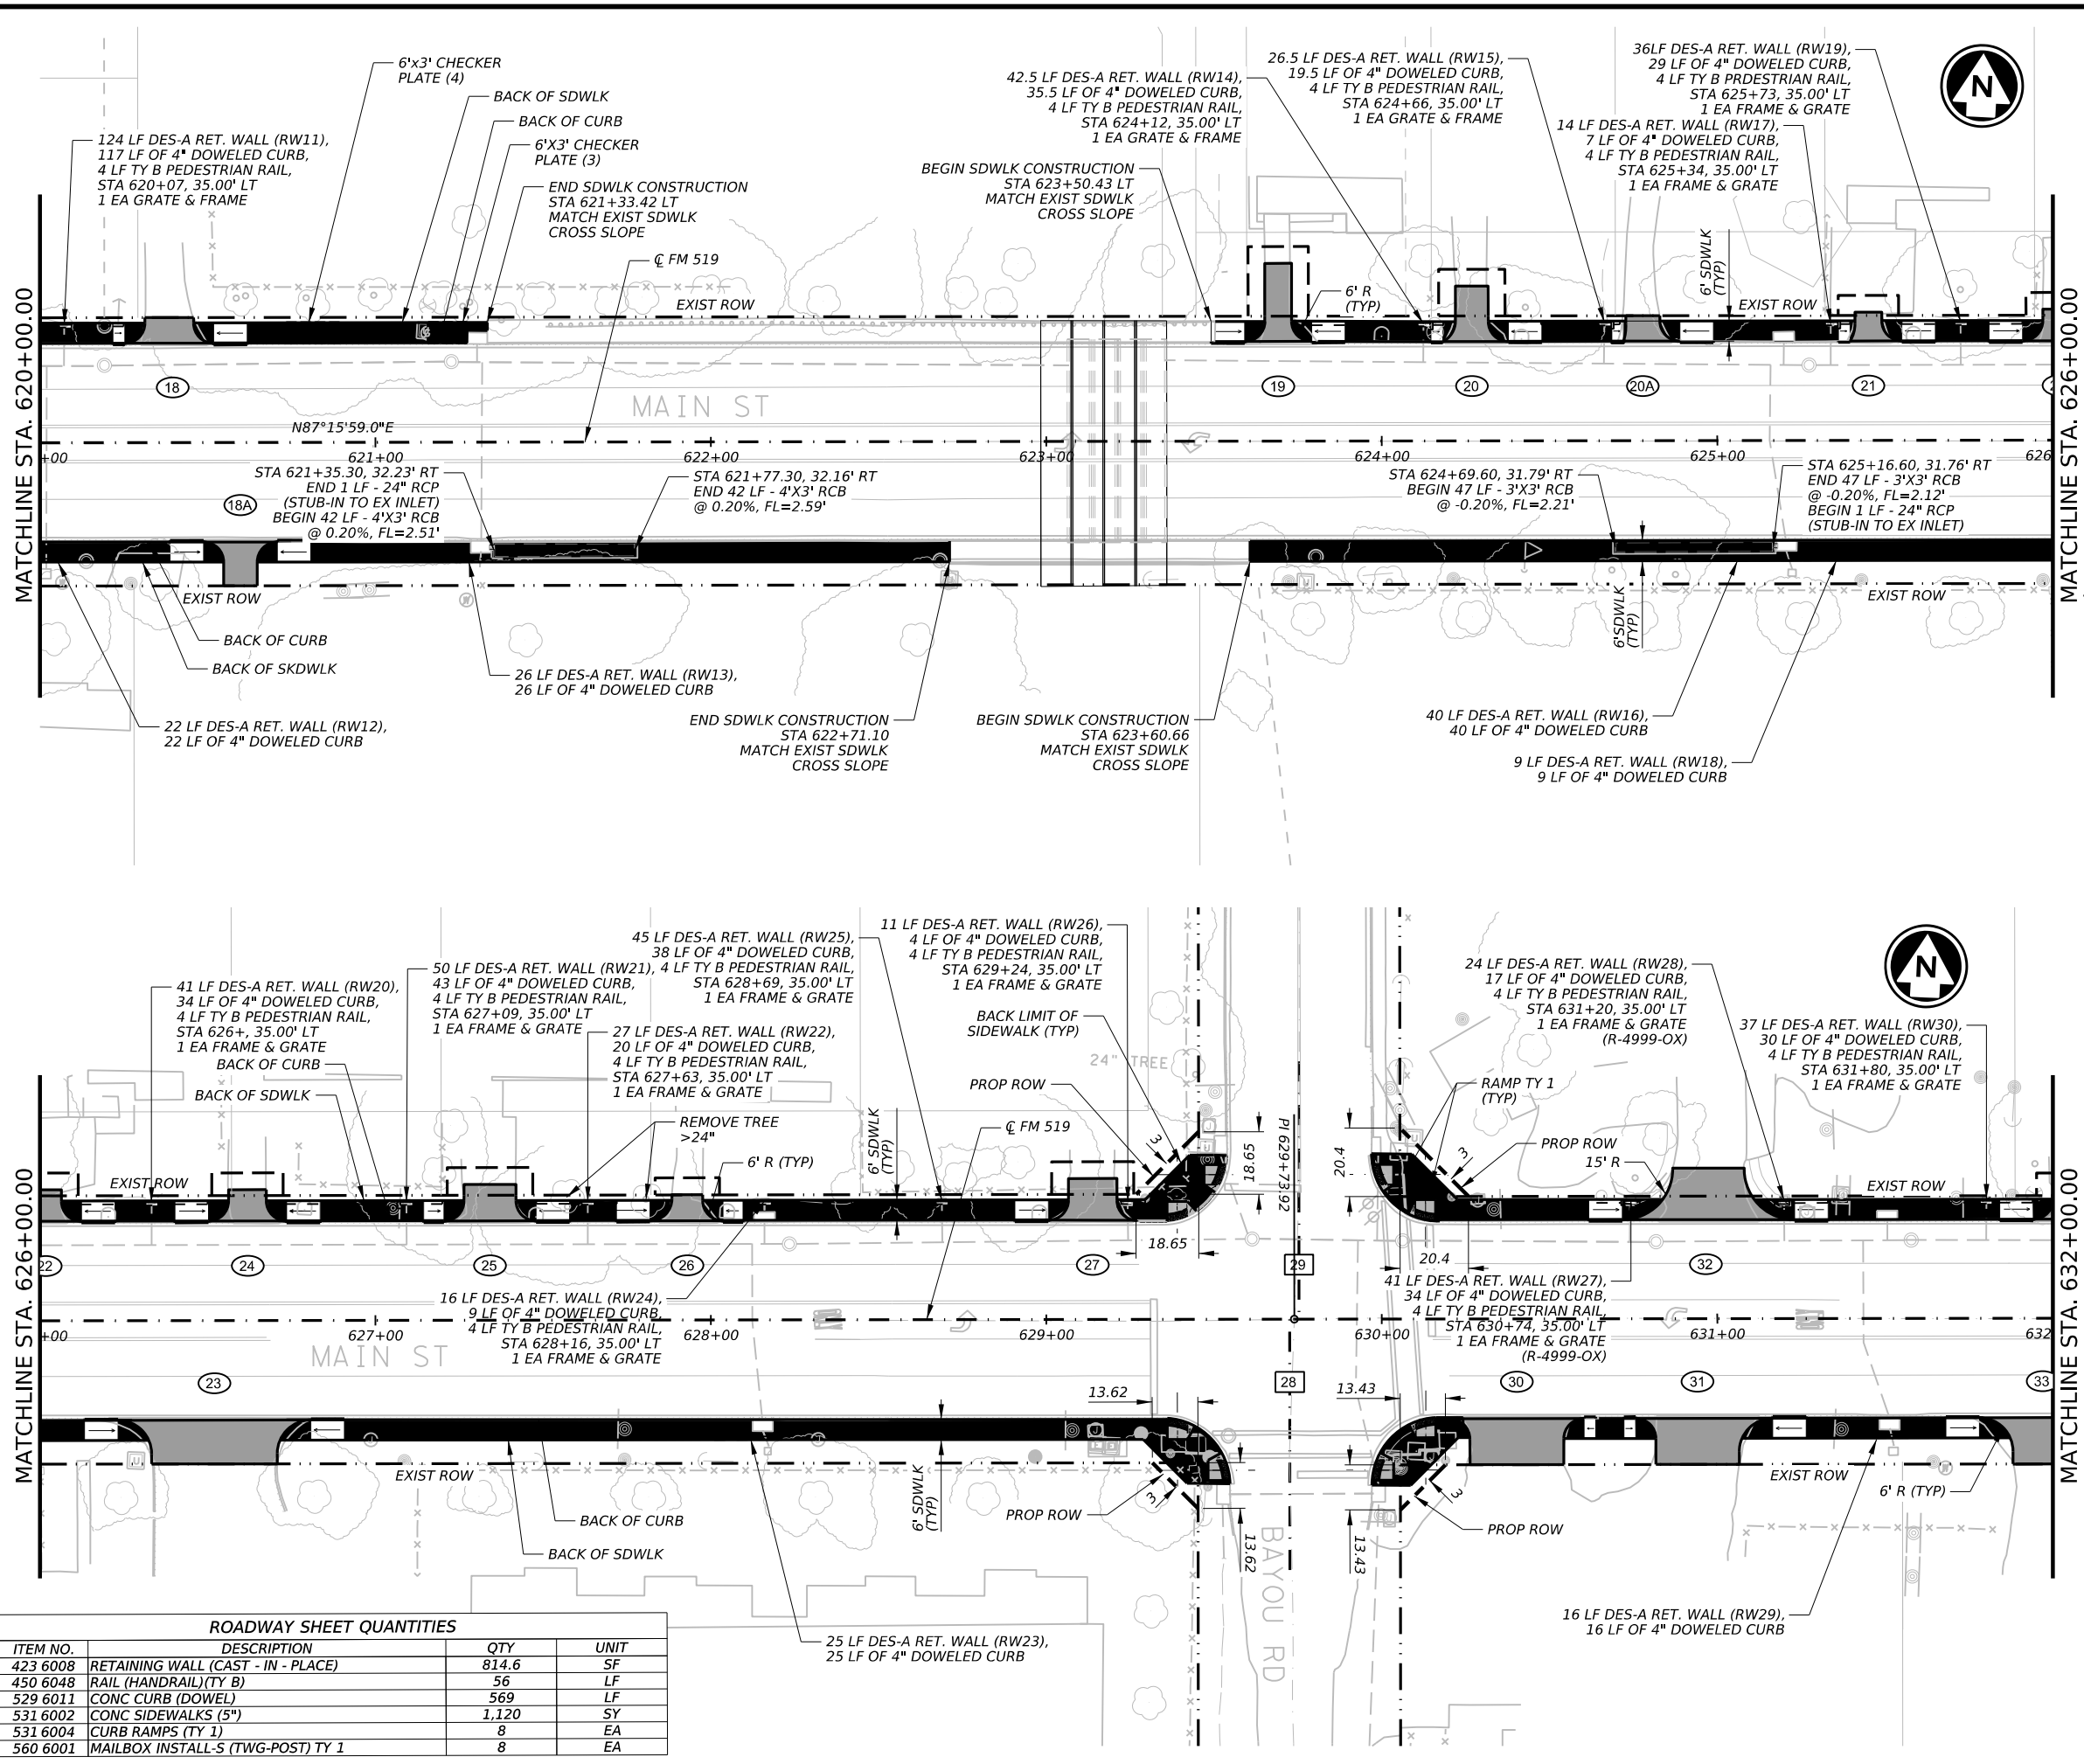 6'x3' CHECKER
PLATE (4)
BACK OF SDWLK
BACK OF CURB
6'X3' CHECKER
PLATE (3)
124 LF DES-A RET. WALL (RW11),
117 LF OF 4" DOWELED CURB,
4 LF TY B PEDESTRIAN RAIL,
STA 620+07, 35.00' LT
1 EA GRATE & FRAME
END SDWLK CONSTRUCTION
STA 621+33.42 LT
MATCH EXIST SDWLK
CROSS SLOPE
℄ FM 519
EXIST ROW
42.5 LF DES-A RET. WALL (RW14),
35.5 LF OF 4" DOWELED CURB,
4 LF TY B PEDESTRIAN RAIL,
STA 624+12, 35.00' LT
1 EA GRATE & FRAME
BEGIN SDWLK CONSTRUCTION
STA 623+50.43 LT
MATCH EXIST SDWLK
CROSS SLOPE
26.5 LF DES-A RET. WALL (RW15),
19.5 LF OF 4" DOWELED CURB,
4 LF TY B PEDESTRIAN RAIL,
STA 624+66, 35.00' LT
1 EA GRATE & FRAME
36LF DES-A RET. WALL (RW19),
29 LF OF 4" DOWELED CURB,
4 LF TY B PRDESTRIAN RAIL,
STA 625+73, 35.00' LT
1 EA FRAME & GRATE
14 LF DES-A RET. WALL (RW17),
7 LF OF 4" DOWELED CURB,
4 LF TY B PEDESTRIAN RAIL,
STA 625+34, 35.00' LT
1 EA FRAME & GRATE
N
6' R
(TYP)
6' SDWLK
(TYP)
EXIST ROW
MATCHLINE STA. 620+00.00
MATCHLINE STA. 626+00.00
18
19
20
20A
21
MAIN ST
N87°15'59.0"E
+00
621+00
622+00
623+00
624+00
625+00
626
18A
STA 621+35.30, 32.23' RT
END 1 LF - 24" RCP
(STUB-IN TO EX INLET)
BEGIN 42 LF - 4'X3' RCB
@ 0.20%, FL=2.51'
STA 621+77.30, 32.16' RT
END 42 LF - 4'X3' RCB
@ 0.20%, FL=2.59'
STA 624+69.60, 31.79' RT
BEGIN 47 LF - 3'X3' RCB
@ -0.20%, FL=2.21'
STA 625+16.60, 31.76' RT
END 47 LF - 3'X3' RCB
@ -0.20%, FL=2.12'
BEGIN 1 LF - 24" RCP
(STUB-IN TO EX INLET)
EXIST ROW
EXIST ROW
BACK OF CURB
BACK OF SKDWLK
22 LF DES-A RET. WALL (RW12),
22 LF OF 4" DOWELED CURB
26 LF DES-A RET. WALL (RW13),
26 LF OF 4" DOWELED CURB
END SDWLK CONSTRUCTION
STA 622+71.10
MATCH EXIST SDWLK
CROSS SLOPE
BEGIN SDWLK CONSTRUCTION
STA 623+60.66
MATCH EXIST SDWLK
CROSS SLOPE
6'SDWLK
(TYP)
40 LF DES-A RET. WALL (RW16),
40 LF OF 4" DOWELED CURB
9 LF DES-A RET. WALL (RW18),
9 LF OF 4" DOWELED CURB
41 LF DES-A RET. WALL (RW20),
34 LF OF 4" DOWELED CURB,
4 LF TY B PEDESTRIAN RAIL,
STA 626+, 35.00' LT
1 EA FRAME & GRATE
BACK OF CURB
BACK OF SDWLK
50 LF DES-A RET. WALL (RW21),
43 LF OF 4" DOWELED CURB,
4 LF TY B PEDESTRIAN RAIL,
STA 627+09, 35.00' LT
1 EA FRAME & GRATE
45 LF DES-A RET. WALL (RW25),
38 LF OF 4" DOWELED CURB,
4 LF TY B PEDESTRIAN RAIL,
STA 628+69, 35.00' LT
1 EA FRAME & GRATE
27 LF DES-A RET. WALL (RW22),
20 LF OF 4" DOWELED CURB,
4 LF TY B PEDESTRIAN RAIL,
STA 627+63, 35.00' LT
1 EA FRAME & GRATE
REMOVE TREE
>24"
6' R (TYP)
11 LF DES-A RET. WALL (RW26),
4 LF OF 4" DOWELED CURB,
4 LF TY B PEDESTRIAN RAIL,
STA 629+24, 35.00' LT
1 EA FRAME & GRATE
BACK LIMIT OF
SIDEWALK (TYP)
24" TREE
PROP ROW
℄ FM 519
6' SDWLK
(TYP)
3
18.65
18.65
PI 629+73.92
20.4
20.4
3
24 LF DES-A RET. WALL (RW28),
17 LF OF 4" DOWELED CURB,
4 LF TY B PEDESTRIAN RAIL,
STA 631+20, 35.00' LT
1 EA FRAME & GRATE
(R-4999-OX)
N
37 LF DES-A RET. WALL (RW30),
30 LF OF 4" DOWELED CURB,
4 LF TY B PEDESTRIAN RAIL,
STA 631+80, 35.00' LT
1 EA FRAME & GRATE
RAMP TY 1
(TYP)
PROP ROW
15' R
EXIST ROW
EXIST ROW
MATCHLINE STA. 626+00.00
MATCHLINE STA. 632+00.00
22
24
25
26
27
29
32
16 LF DES-A RET. WALL (RW24),
9 LF OF 4" DOWELED CURB,
4 LF TY B PEDESTRIAN RAIL,
STA 628+16, 35.00' LT
1 EA FRAME & GRATE
41 LF DES-A RET. WALL (RW27),
34 LF OF 4" DOWELED CURB,
4 LF TY B PEDESTRIAN RAIL,
STA 630+74, 35.00' LT
1 EA FRAME & GRATE
(R-4999-OX)
+00
627+00
628+00
629+00
630+00
631+00
632
MAIN ST
23
28
30
31
33
13.62
13.43
13.62
13.43
3
3
EXIST ROW
EXIST ROW
BACK OF CURB
BACK OF SDWLK
6' SDWLK
(TYP)
PROP ROW
PROP ROW
6' R (TYP)
BAYOU RD
25 LF DES-A RET. WALL (RW23),
25 LF OF 4" DOWELED CURB
16 LF DES-A RET. WALL (RW29),
16 LF OF 4" DOWELED CURB
ROADWAY SHEET QUANTITIES
ITEM NO. DESCRIPTION QTY UNIT
423 6008 RETAINING WALL (CAST - IN - PLACE) 814.6 SF
450 6048 RAIL (HANDRAIL)(TY B) 56 LF
529 6011 CONC CURB (DOWEL) 569 LF
531 6002 CONC SIDEWALKS (5") 1,120 SY
531 6004 CURB RAMPS (TY 1) 8 EA
560 6001 MAILBOX INSTALL-S (TWG-POST) TY 1 8 EA